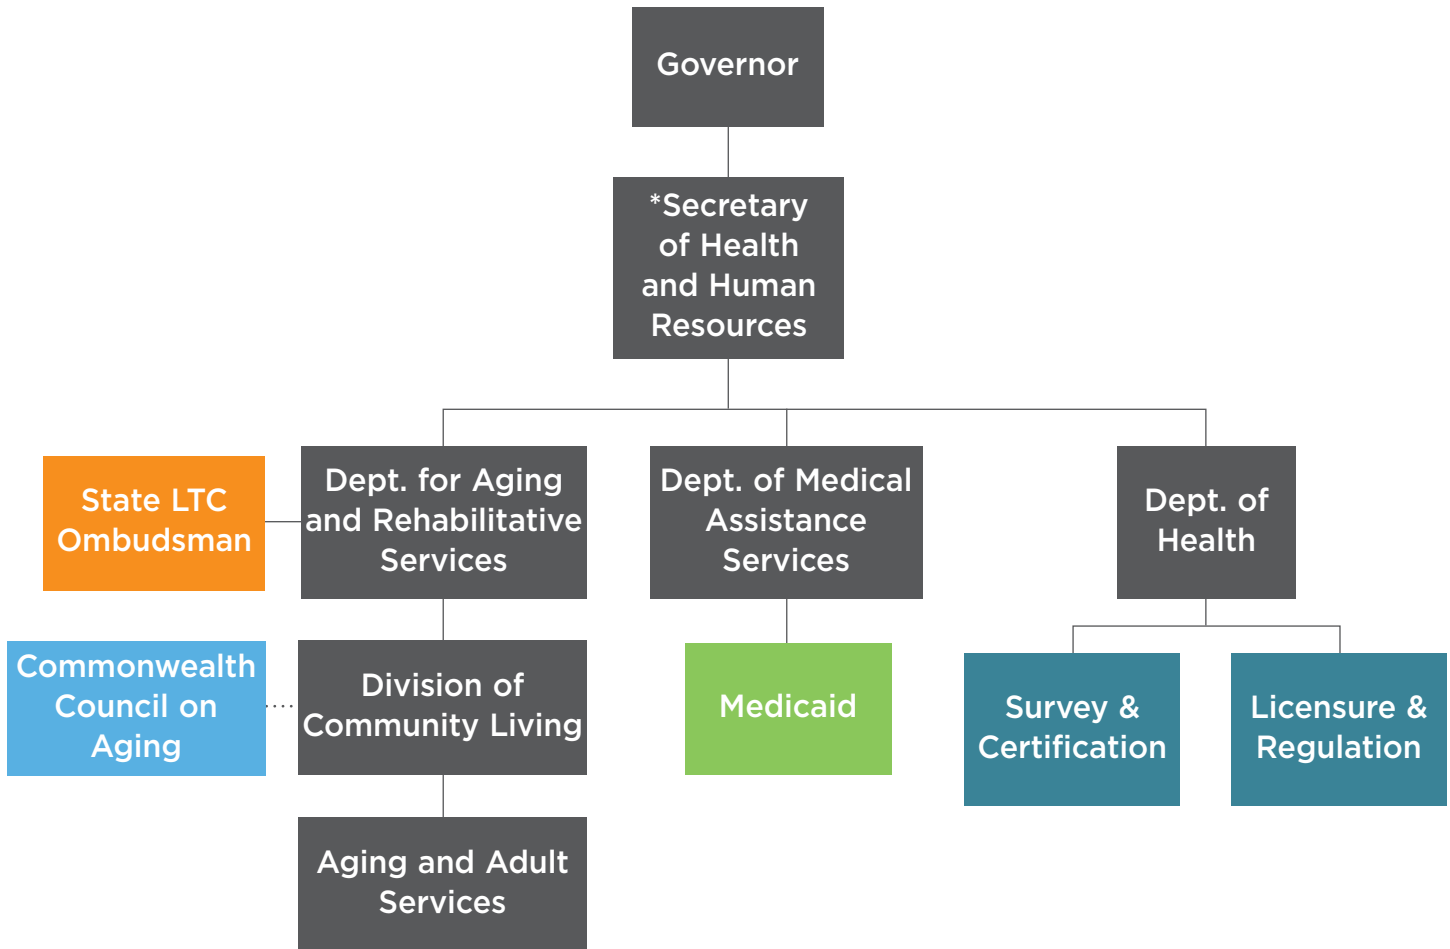 Governor
*Secretary
of Health
and Human
Resources
State LTC
Ombudsman
Dept. for Aging
and Rehabilitative
Services
Dept. of Medical
Assistance
Services
Dept. of
Health
Commonwealth
Council on
Aging
Division of
Community Living
Medicaid
Survey &
Certification
Licensure &
Regulation
Aging and Adult
Services